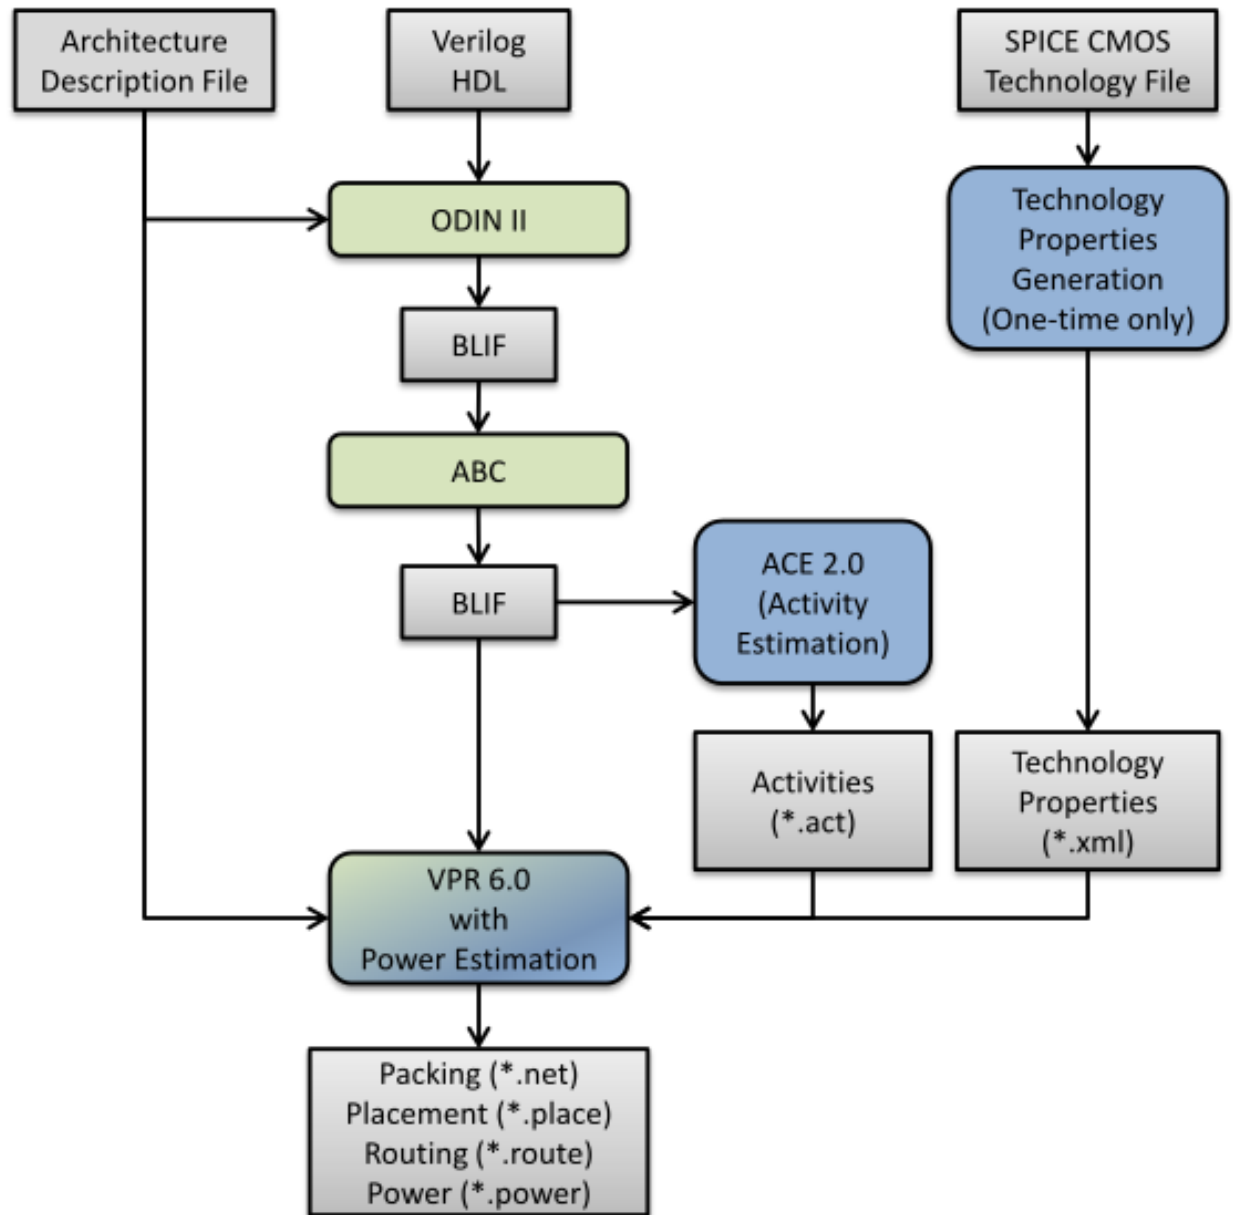 Architecture
Description File
Verilog
HDL
SPICE CMOS
Technology File
ODIN II
Technology
Properties
Generation
(One-time only)
BLIF
ABC
BLIF
ACE 2.0
(Activity
Estimation)
Activities
(*.act)
Technology
Properties
(*.xml)
VPR 6.0
with
Power Estimation
Packing (*.net)
Placement (*.place)
Routing (*.route)
Power (*.power)